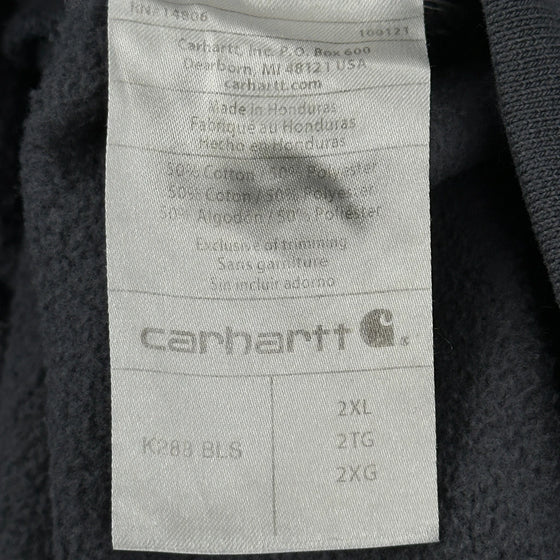 RN# 14806
100121
Carhartt, Inc. P.O. Box 600
Dearborn, MI 48121 USA
carhartt.com
Made in Honduras
Fabriqué au Honduras
Hecho en Honduras
50% Cotton / 50% Polyester
50% Coton / 50% Polyester
50% Algodón / 50% Poliéster
Exclusive of trimming
Sans garniture
Sin incluir adorno
carhartt
K288 BLS
2XL
2TG
2XG